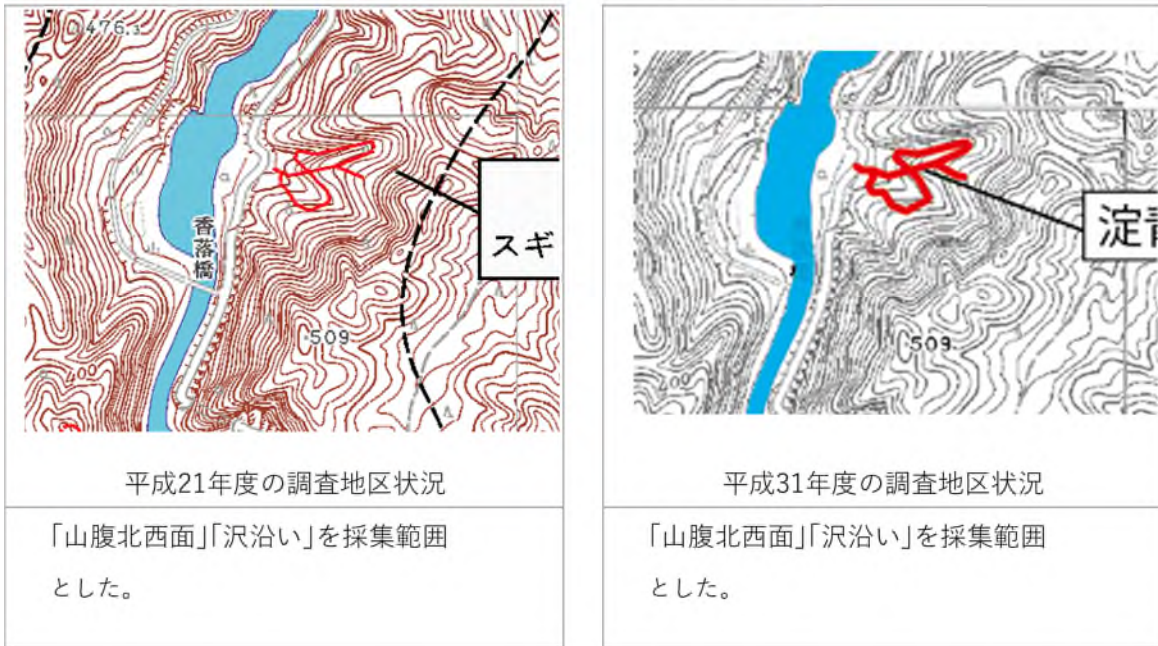 476.3
香落橋
スギ
509
平成21年度の調査地区状況
「山腹北西面」「沢沿い」を採集範囲
とした。
淀青
509
平成31年度の調査地区状況
「山腹北西面」「沢沿い」を採集範囲
とした。